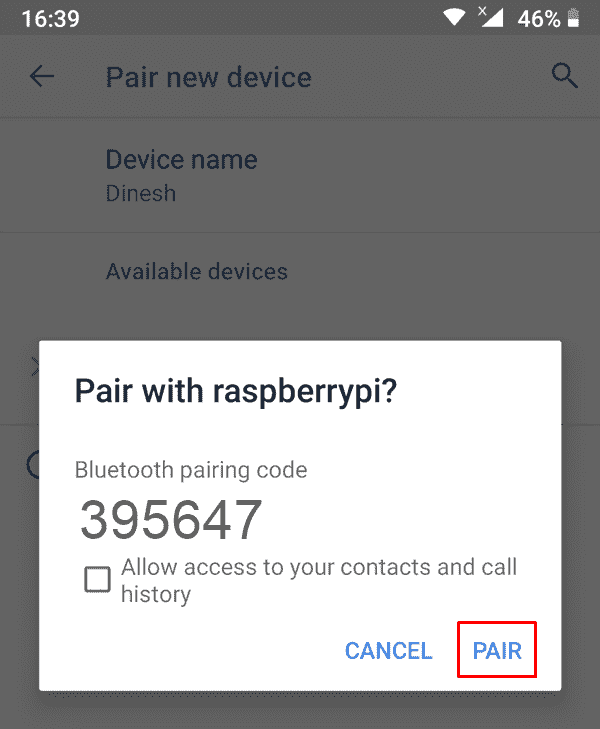 16:39
46%
Pair new device
Device name
Dinesh
Available devices
Pair with raspberrypi?
Bluetooth pairing code
395647
Allow access to your contacts and call
history
CANCEL PAIR